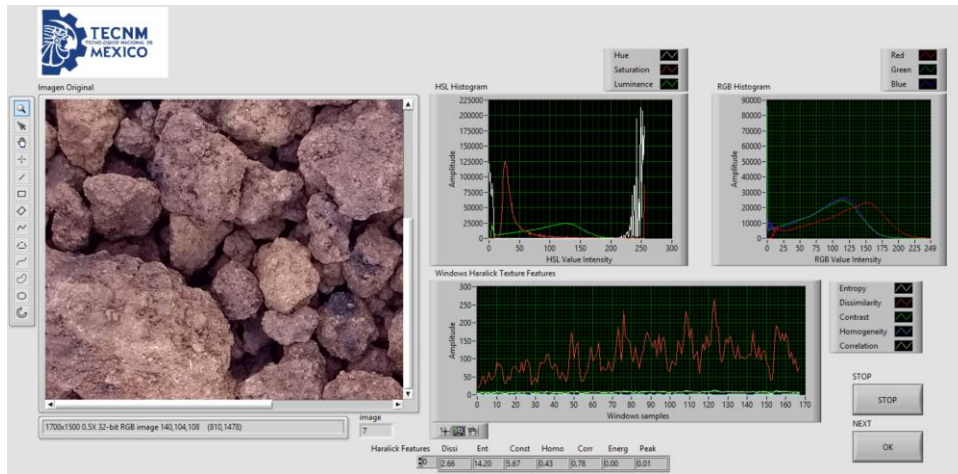 TECNM
TECNOLÓGICO NACIONAL DE
MÉXICO
Imagen Original
HSL Histogram
Hue
Saturation
Luminance
RGB Histogram
Red
Green
Blue
Amplitude
225000
200000
175000
150000
125000
100000
75000
50000
25000
0
0 50 100 150 200 250 300
HSL Value Intensity
Amplitude
90000
80000
70000
60000
50000
40000
30000
20000
10000
0
0 25 50 75 100 125 150 175 200 225 249
RGB Value Intensity
Windows Haralick Texture Features
Amplitude
300
250
200
150
100
50
0
0 10 20 30 40 50 60 70 80 90 100 110 120 130 140 150 160 170
Windows samples
Entropy
Dissimilarity
Contrast
Homogeneity
Correlation
STOP
STOP
NEXT
OK
1700x1500 0.5X 32-bit RGB image 140,104,108 (810,1478)
image
7
Haralick Features Dissi Ent Const Homo Corr Energ Peak
0 2.66 14.20 5.67 0.43 0.78 0.00 0.01